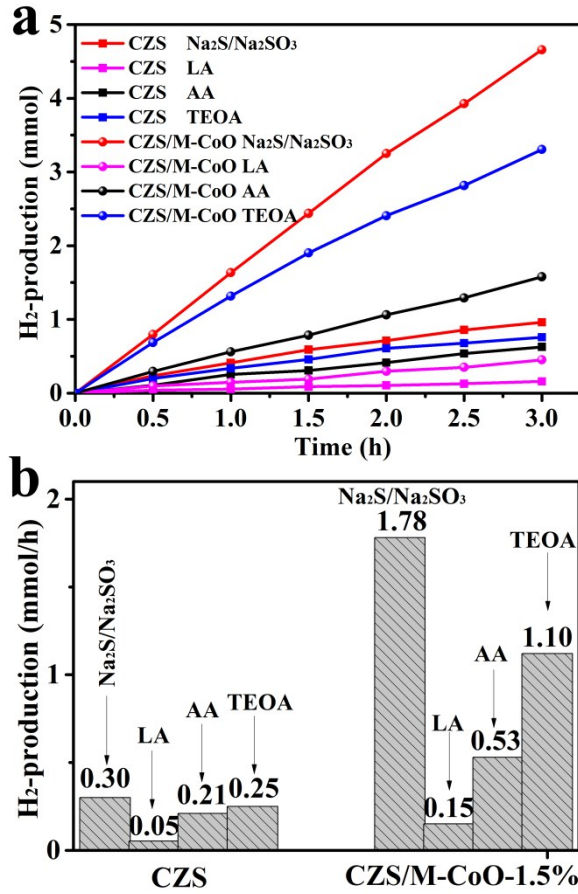 a
H₂-production (mmol)
5
4
3
2
1
0
CZS Na₂S/Na₂SO₃
CZS LA
CZS AA
CZS TEOA
CZS/M-CoO Na₂S/Na₂SO₃
CZS/M-CoO LA
CZS/M-CoO AA
CZS/M-CoO TEOA
0.0 0.5 1.0 1.5 2.0 2.5 3.0
Time (h)
b
H₂-production (mmol/h)
2
1
0
Na₂S/Na₂SO₃
0.30
LA
0.05
AA
0.21
TEOA
0.25
Na₂S/Na₂SO₃
1.78
LA
0.15
AA
0.53
TEOA
1.10
CZS CZS/M-CoO-1.5%